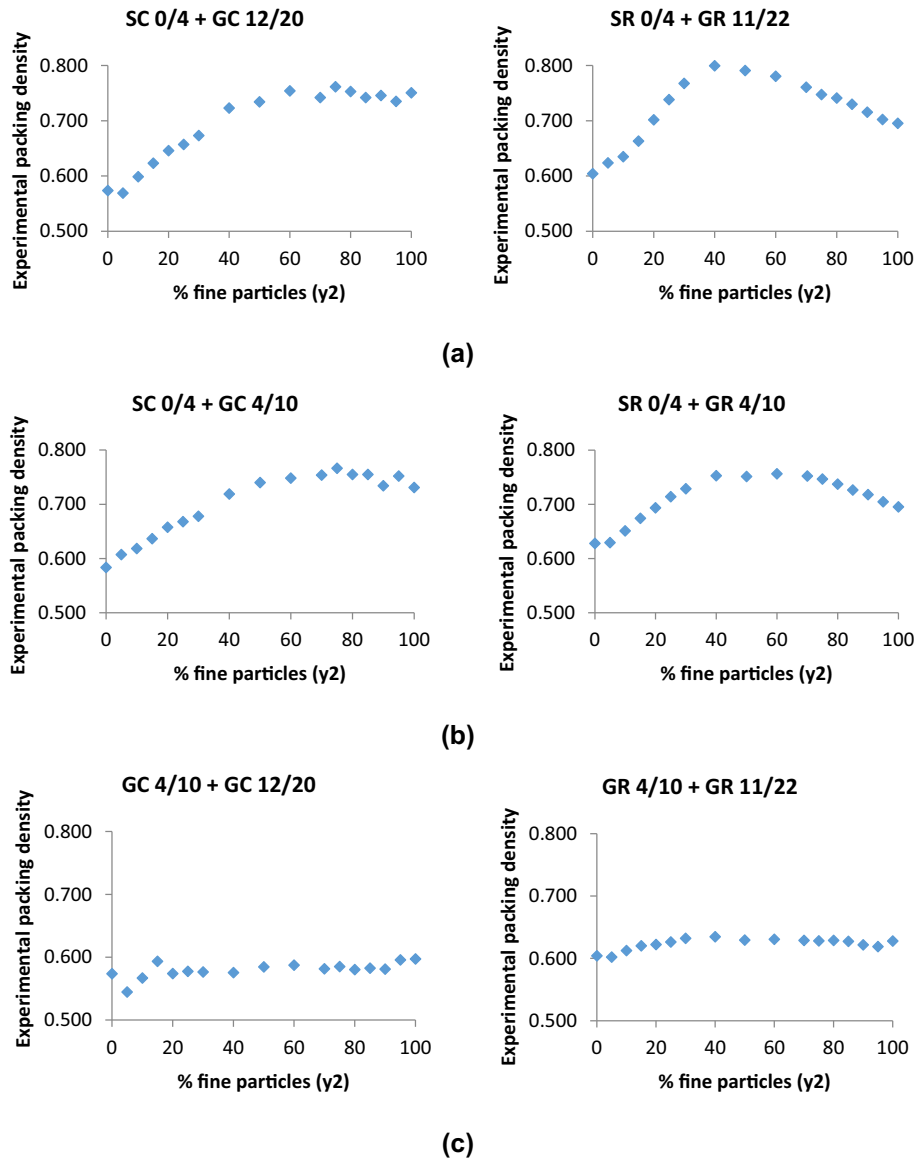 SC 0/4 + GC 12/20
Experimental packing density
0.800
0.700
0.600
0.500
0 20 40 60 80 100
% fine particles (y2)
SR 0/4 + GR 11/22
Experimental packing density
0.800
0.700
0.600
0.500
0 20 40 60 80 100
% fine particles (y2)
(a)
SC 0/4 + GC 4/10
Experimental packing density
0.800
0.700
0.600
0.500
0 20 40 60 80 100
% fine particles (y2)
SR 0/4 + GR 4/10
Experimental packing density
0.800
0.700
0.600
0.500
0 20 40 60 80 100
% fine particles (y2)
(b)
GC 4/10 + GC 12/20
Experimental packing density
0.800
0.700
0.600
0.500
0 20 40 60 80 100
% fine particles (y2)
GR 4/10 + GR 11/22
Experimental packing density
0.800
0.700
0.600
0.500
0 20 40 60 80 100
% fine particles (y2)
(c)